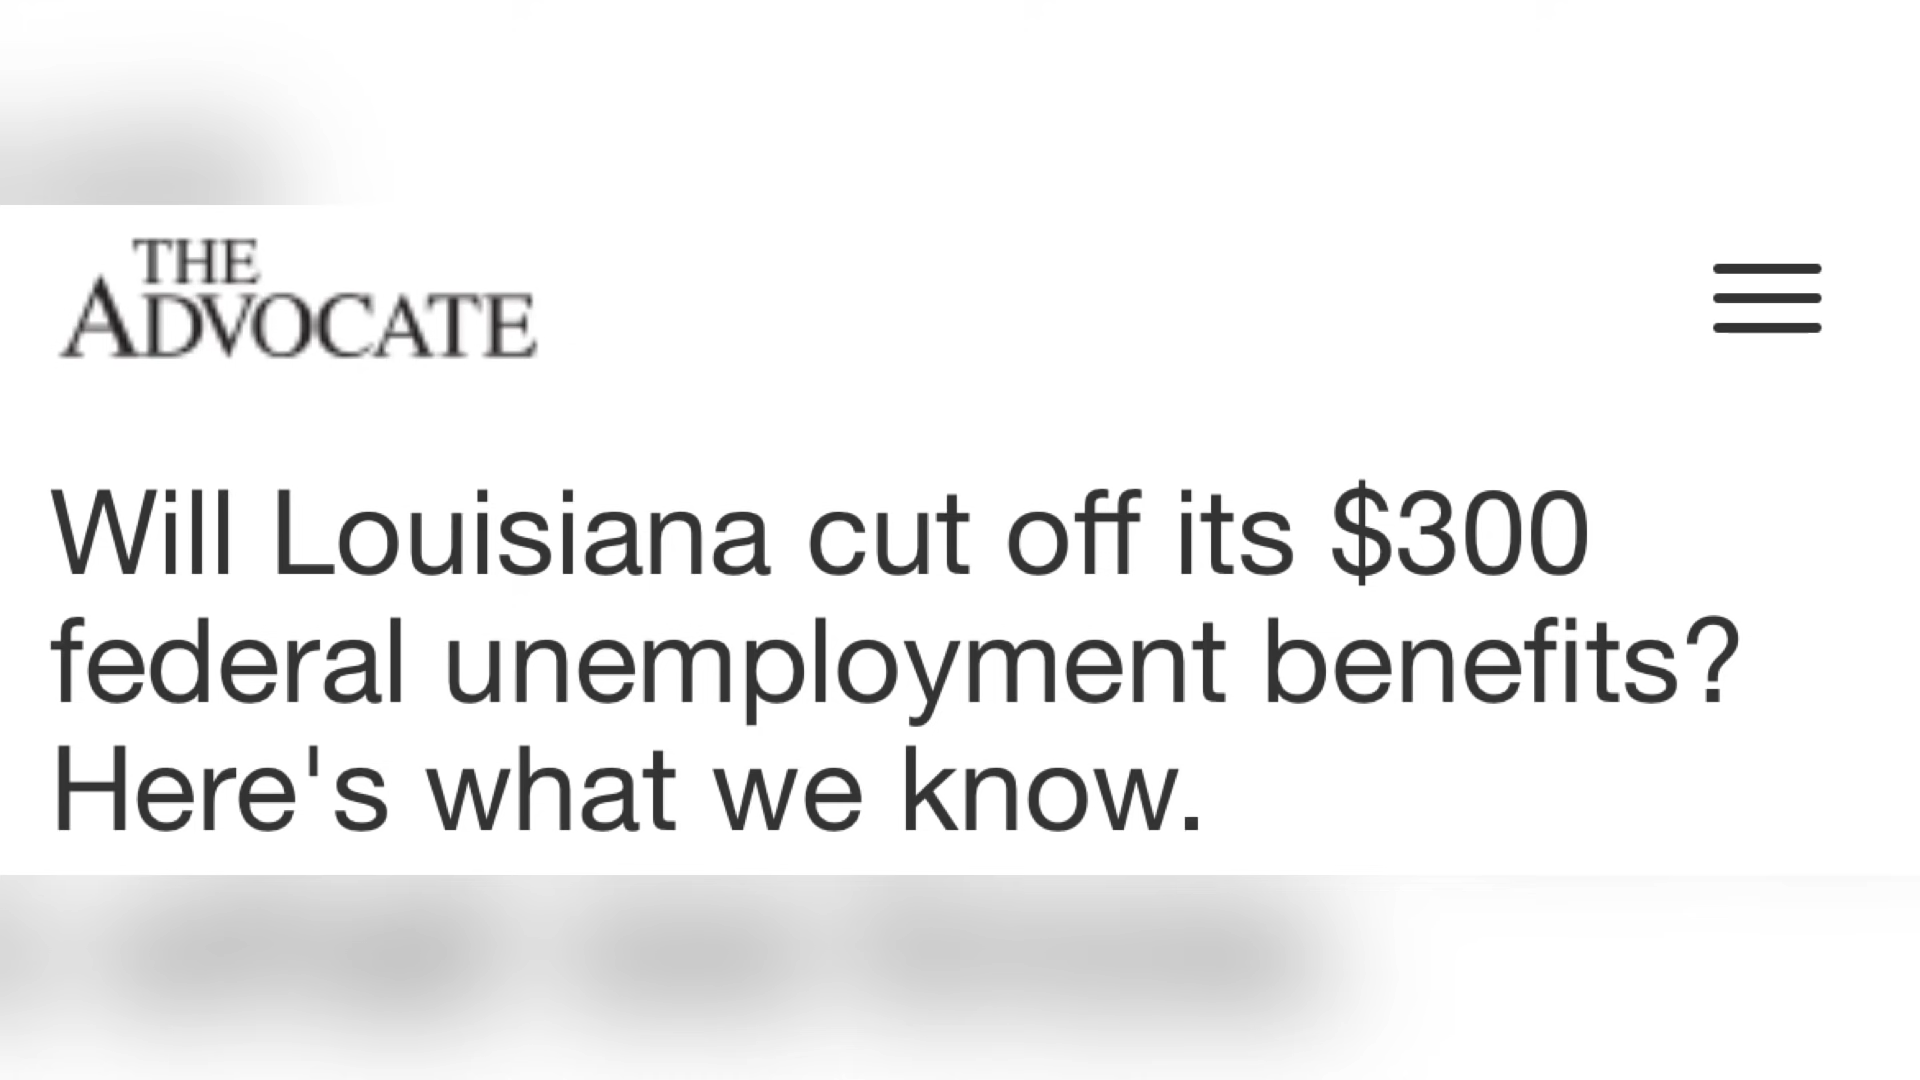 THE
ADVOCATE
Will Louisiana cut off its $300
federal unemployment benefits?
Here's what we know.